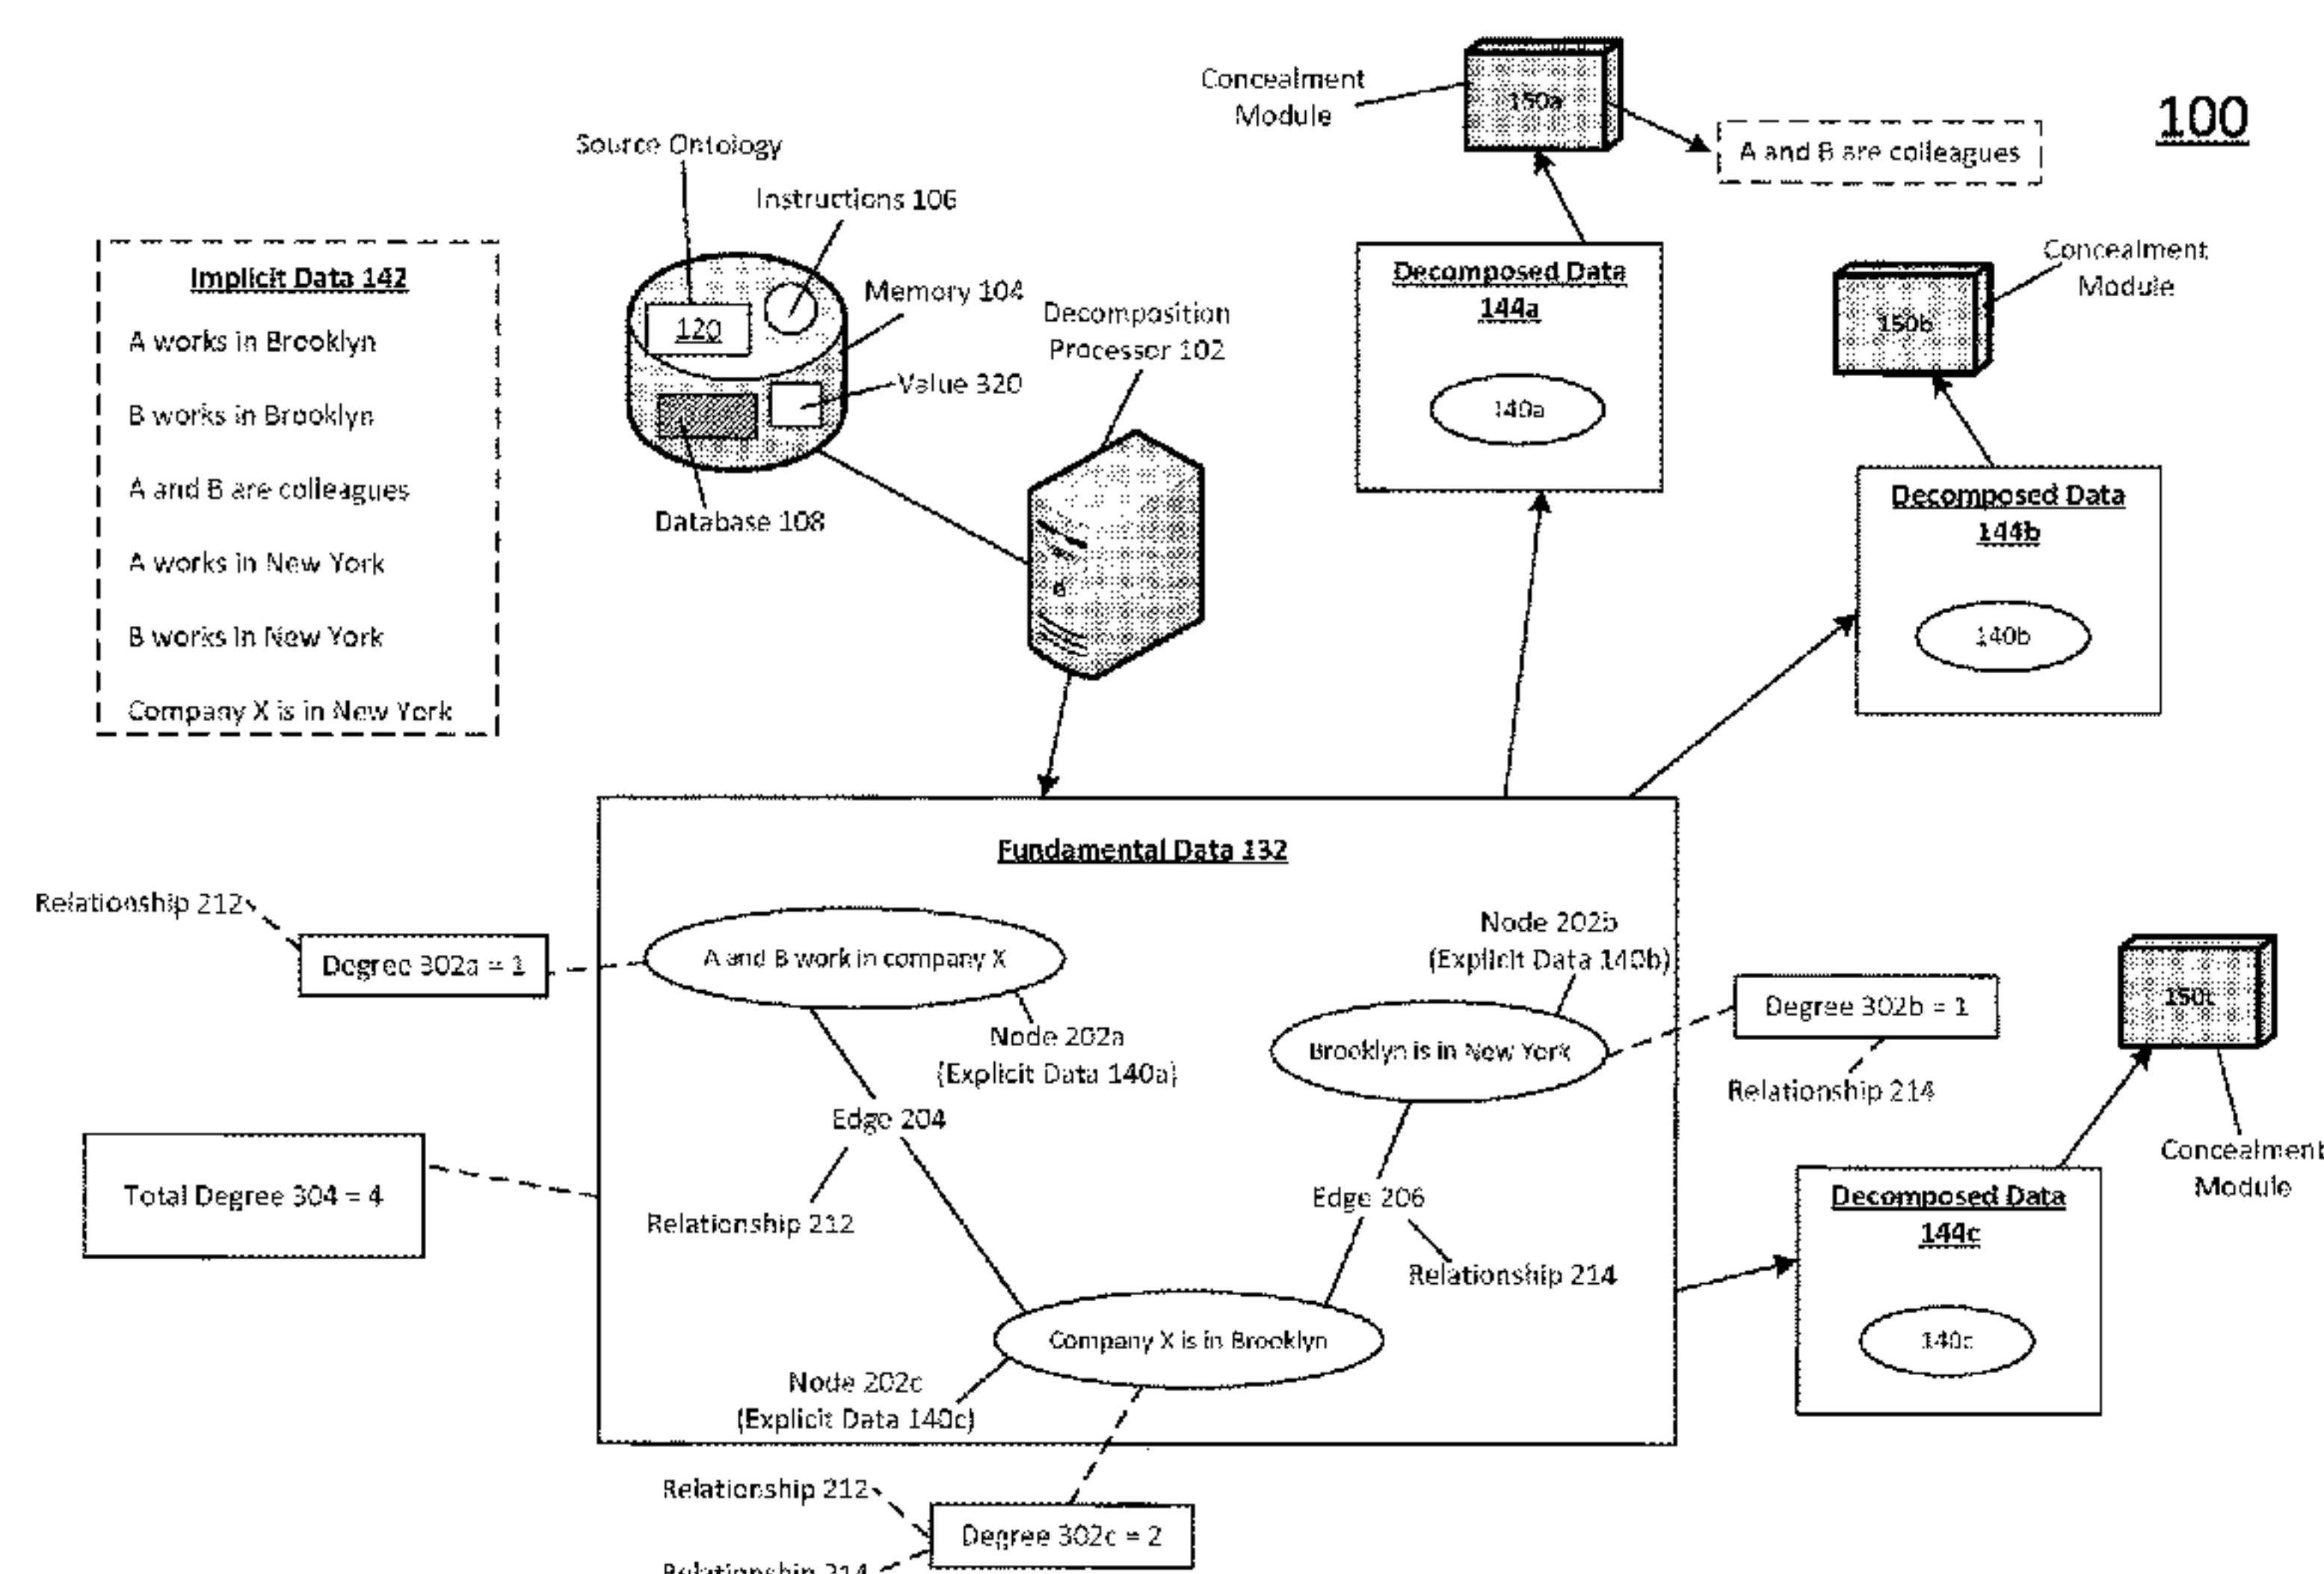 100
Concealment
Module
150a
A and B are colleagues
Source Ontology
Instructions 106
120
Memory 104
Value 320
Database 108
Decomposition
Processor 102
Implicit Data 142
A works in Brooklyn
B works in Brooklyn
A and B are colleagues
A works in New York
B works in New York
Company X is in New York
Decomposed Data
144a
140a
Concealment
Module
150b
Decomposed Data
144b
140b
Fundamental Data 132
Relationship 212
Degree 302a = 1
A and B work in company X
Node 202a
(Explicit Data 140a)
Node 202b
(Explicit Data 140b)
Brooklyn is in New York
Degree 302b = 1
Relationship 214
150c
Concealment
Module
Edge 204
Relationship 212
Total Degree 304 = 4
Edge 206
Relationship 214
Decomposed Data
144c
140c
Company X is in Brooklyn
Node 202c
(Explicit Data 140c)
Relationship 212
Degree 302c = 2
Relationship 214